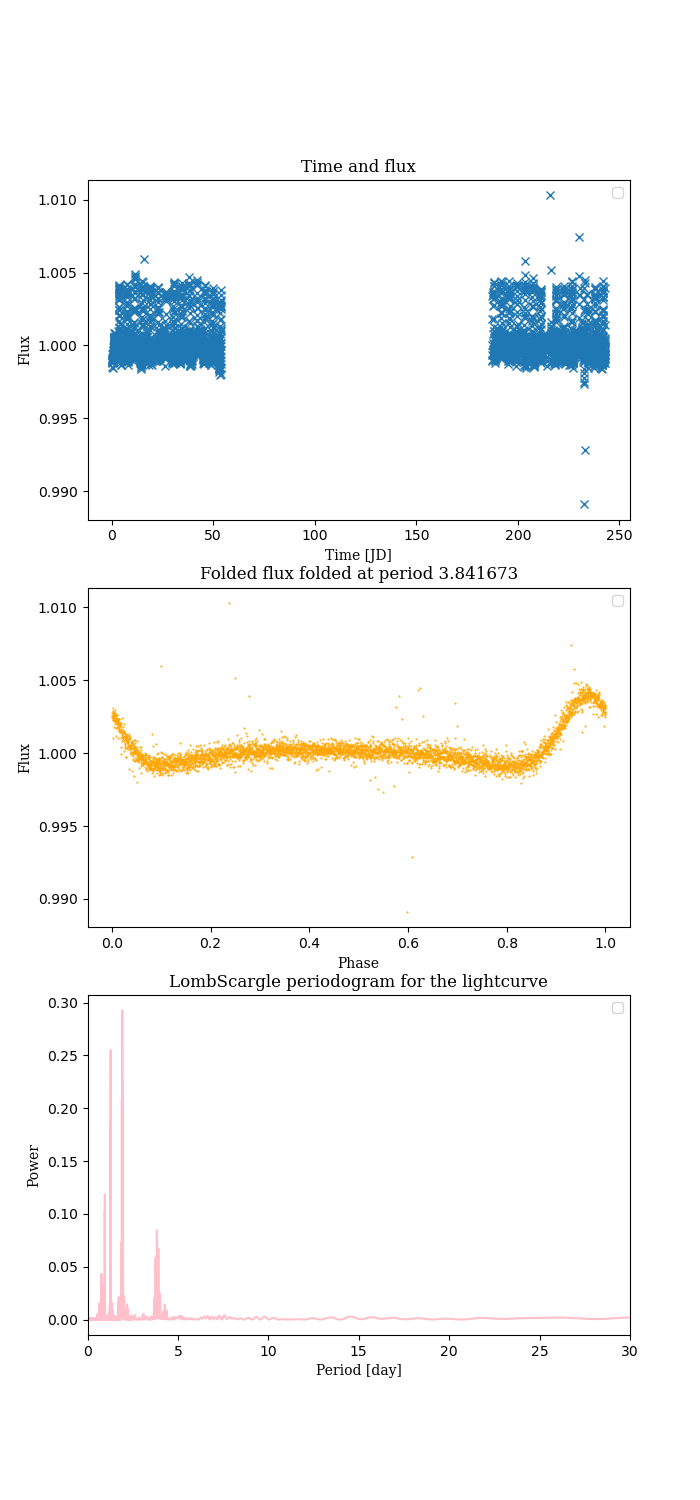 Time and flux
1.010
1.005
1.000
0.995
0.990
Flux
0 50 100 150 200 250
Time [JD]
Folded flux folded at period 3.841673
1.010
1.005
1.000
0.995
0.990
Flux
0.0 0.2 0.4 0.6 0.8 1.0
Phase
LombScargle periodogram for the lightcurve
0.30
0.25
0.20
0.15
0.10
0.05
0.00
Power
0 5 10 15 20 25 30
Period [day]